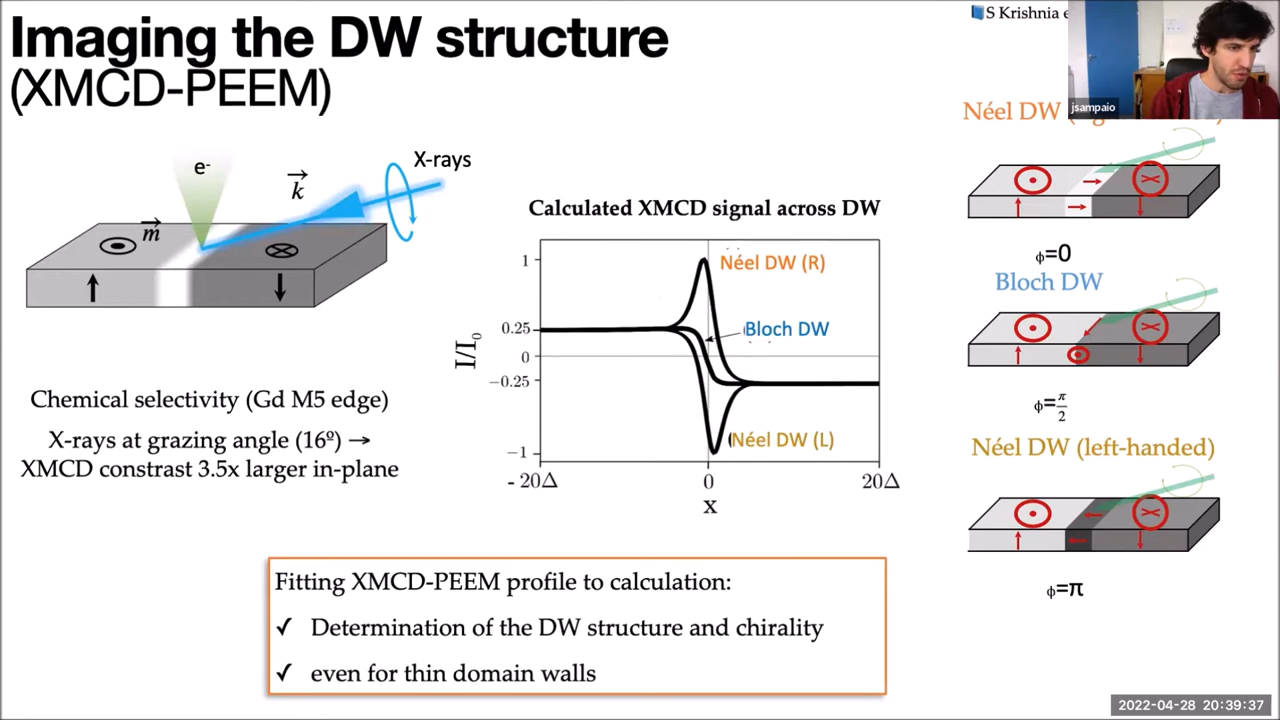 Imaging the DW structure
(XMCD-PEEM)
S Krishnia e
jsampaio
e-
k
X-rays
m
Chemical selectivity (Gd M5 edge)
X-rays at grazing angle (16º) →
XMCD constrast 3.5x larger in-plane
Calculated XMCD signal across DW
1
0.25
0
−0.25
−1
I/I0
Néel DW (R)
Bloch DW
Néel DW (L)
- 20Δ
0
20Δ
x
Néel DW
ϕ=0
Bloch DW
ϕ=π/2
Néel DW (left-handed)
ϕ=π
Fitting XMCD-PEEM profile to calculation:
✓ Determination of the DW structure and chirality
✓ even for thin domain walls
2022-04-28 20:39:37